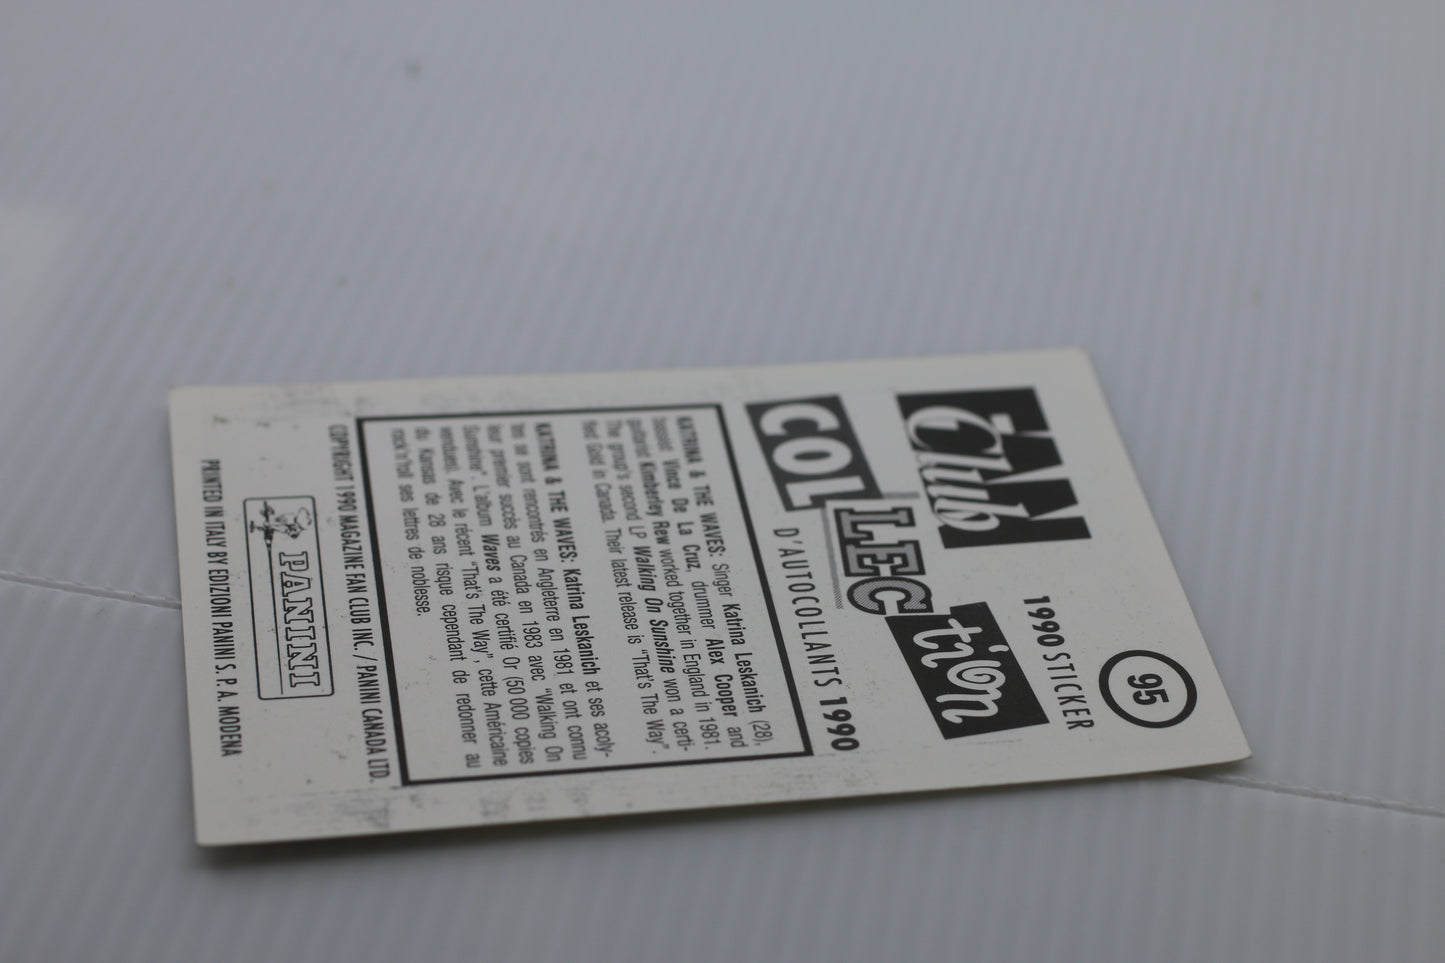 95
FAN
Club
1990 STICKER
COL
LEC
ti'on
D'AUTOCOLLANTS 1990
KATRINA & THE WAVES: Singer Katrina Leskanich (28),
bassist Vince De La Cruz, drummer Alex Cooper and
guitarist Kimberley Rew worked together in England in 1981.
The group's second LP Walking On Sunshine won a certi-
fied Gold in Canada. Their latest release is "That's The Way".
KATRINA & THE WAVES: Katrina Leskanich et ses acoly-
tes se sont rencontrés en Angleterre en 1981 et ont connu
leur premier succès au Canada en 1983 avec "Walking On
Sunshine". L'album Waves a été certifié Or (50 000 copies
vendues). Avec le récent "That's The Way" cette Américaine
du Kansas de 28 ans risque cependant de redonner au
rock'n'roll ses lettres de noblesse.
COPYRIGHT 1990 MAGAZINE FAN CLUB INC. / PANINI CANADA LTD.
PANINI
PRINTED IN ITALY BY EDIZIONI PANINI S. P. A. MODENA